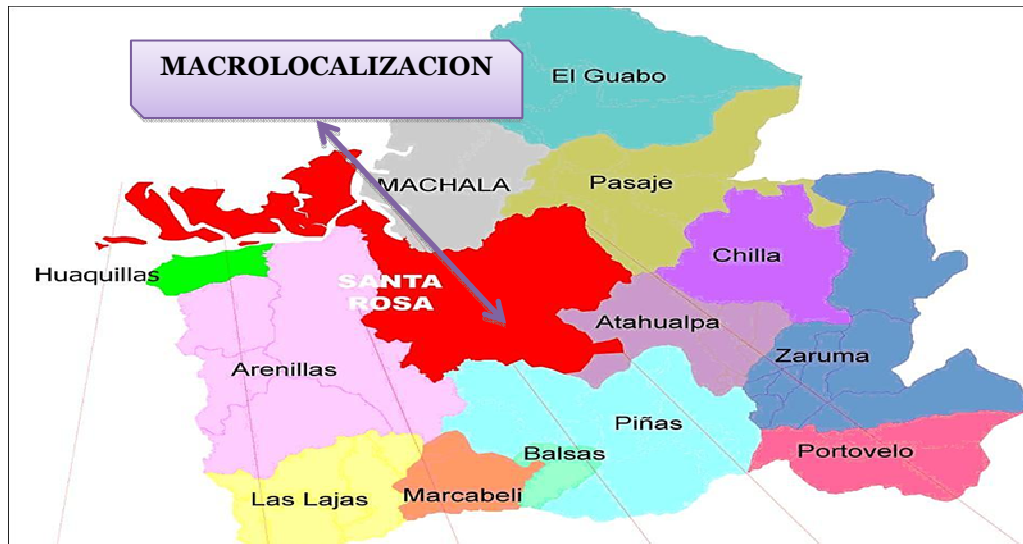 MACROLOCALIZACION
El Guabo
MACHALA
Pasaje
Chilla
Huaquillas
SANTA
ROSA
Atahualpa
Zaruma
Arenillas
Piñas
Balsas
Portovelo
Las Lajas
Marcabeli